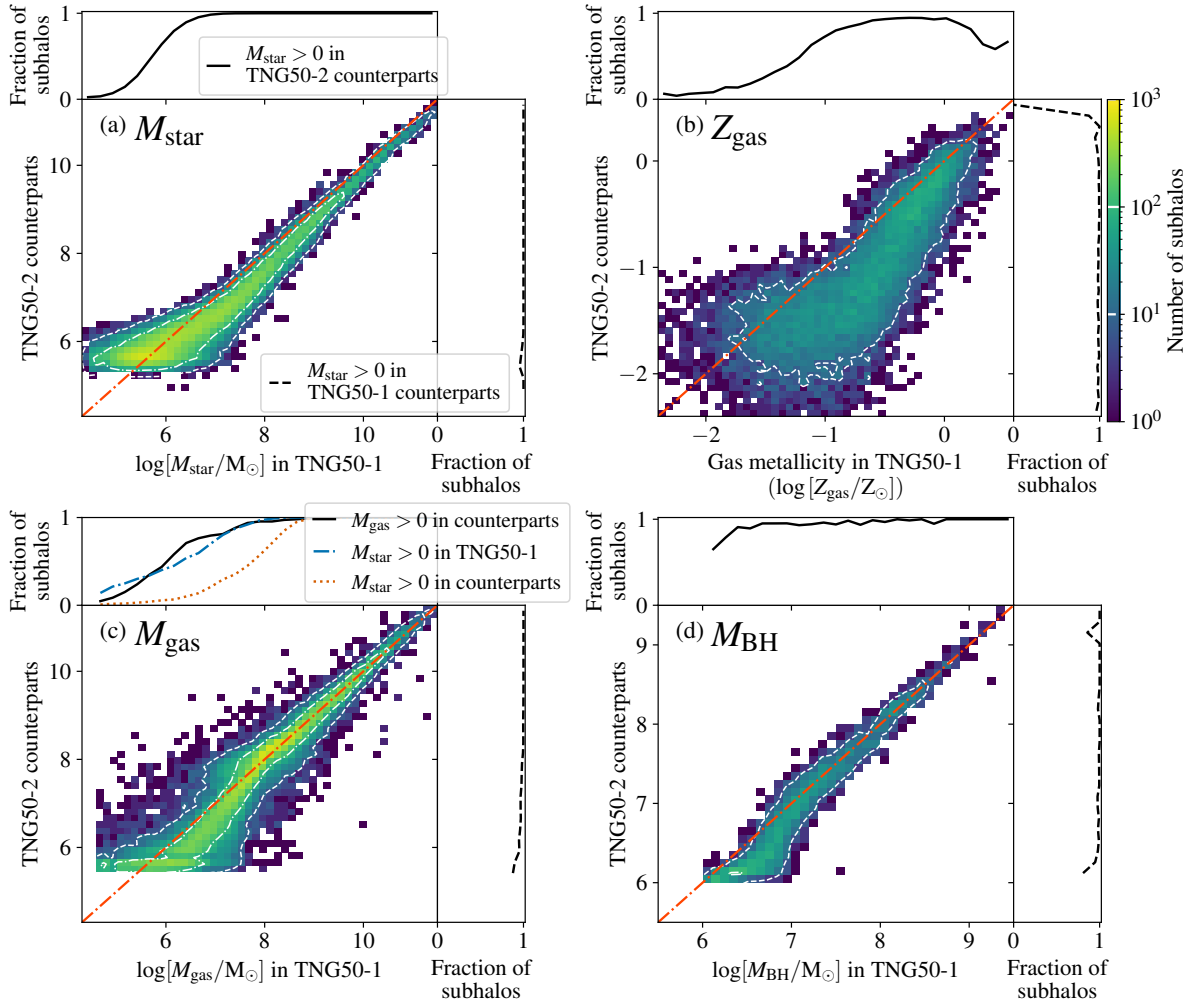 Fraction of
subhalos
1
0
M_star > 0 in
TNG50-2 counterparts
(a) M_star
TNG50-2 counterparts
10
8
6
M_star > 0 in
TNG50-1 counterparts
6 8 10 0 1
log[M_star/M_⊙] in TNG50-1
Fraction of
subhalos
Fraction of
subhalos
1
0
(b) Z_gas
TNG50-2 counterparts
0
−1
−2
−2 −1 0 0 1
Gas metallicity in TNG50-1
(log[Z_gas/Z_⊙])
Fraction of
subhalos
10^3
10^2
10^1
10^0
Number of subhalos
Fraction of
subhalos
1
0
M_gas > 0 in counterparts
M_star > 0 in TNG50-1
M_star > 0 in counterparts
(c) M_gas
TNG50-2 counterparts
10
8
6
6 8 10 0 1
log[M_gas/M_⊙] in TNG50-1
Fraction of
subhalos
Fraction of
subhalos
1
0
(d) M_BH
TNG50-2 counterparts
9
8
7
6
6 7 8 9 0 1
log[M_BH/M_⊙] in TNG50-1
Fraction of
subhalos